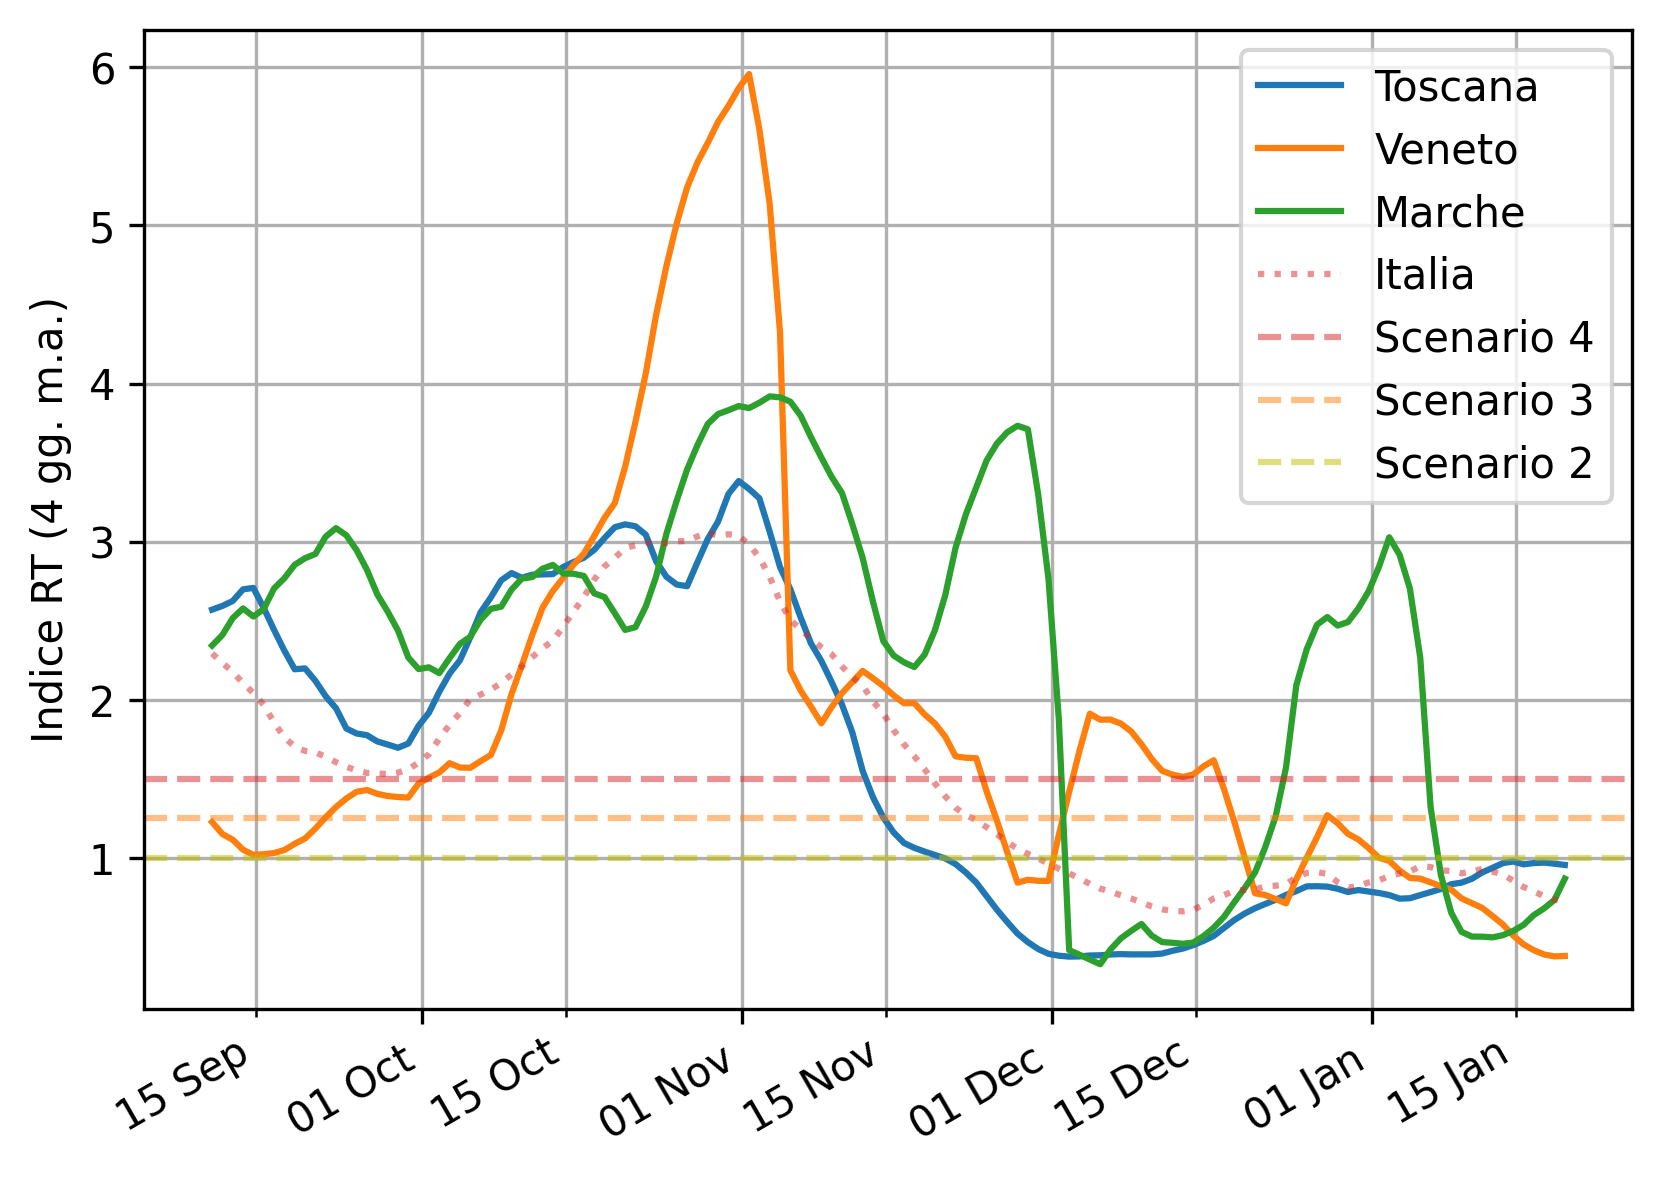 Indice RT (4 gg. m.a.)
6
5
4
3
2
1
15 Sep
01 Oct
15 Oct
01 Nov
15 Nov
01 Dec
15 Dec
01 Jan
15 Jan
Toscana
Veneto
Marche
Italia
Scenario 4
Scenario 3
Scenario 2